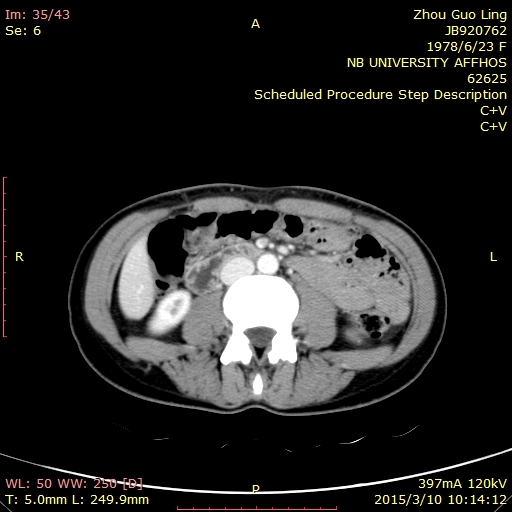 Im: 35/43
Se: 6
A
Zhou Guo Ling
JB920762
1978/6/23 F
NB UNIVERSITY AFFHOS
62625
Scheduled Procedure Step Description
C+V
C+V
R
L
WL: 50 WW: 250 [D]
T: 5.0mm L: 249.9mm
P
397mA 120kV
2015/3/10 10:14:12